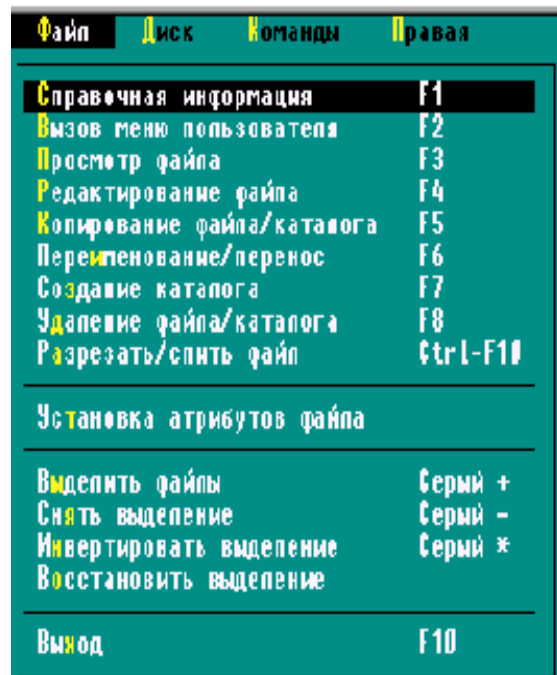 Файл Диск Команды Правая
Справочная информация F1
Вызов меню пользователя F2
Просмотр файла F3
Редактирование файла F4
Копирование файла/каталога F5
Переименование/перенос F6
Создание каталога F7
Удаление файла/каталога F8
Разрезать/слить файл Ctrl-F10
Установка атрибутов файла
Выделить файлы Серый +
Снять выделение Серый -
Инвертировать выделение Серый *
Восстановить выделение
Выход F10